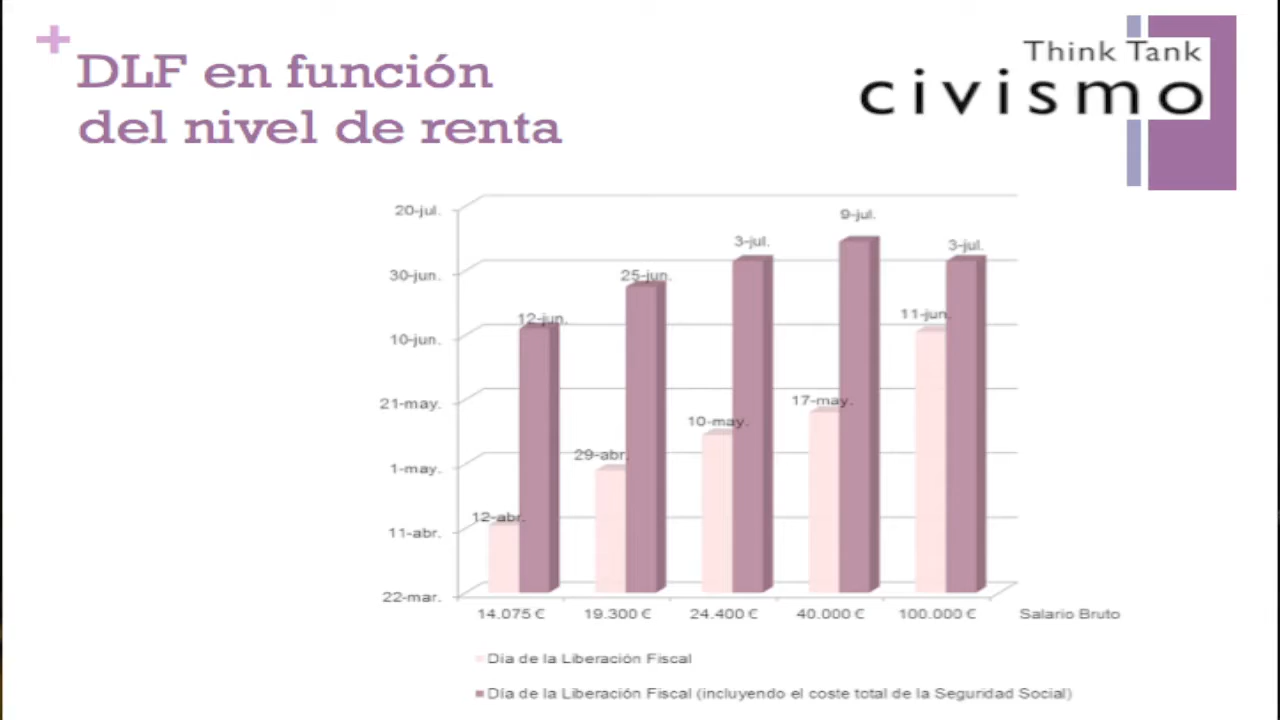 +
DLF en función
del nivel de renta
Think Tank
civismo
20-jul.
30-jun.
10-jun.
21-may.
1-may.
11-abr.
22-mar.
12-abr.
12-jun.
29-abr.
25-jun.
10-may.
3-jul.
17-may.
9-jul.
11-jun.
3-jul.
14.075 € 19.300 € 24.400 € 40.000 € 100.000 € Salario Bruto
Día de la Liberación Fiscal
Día de la Liberación Fiscal (incluyendo el coste total de la Seguridad Social)